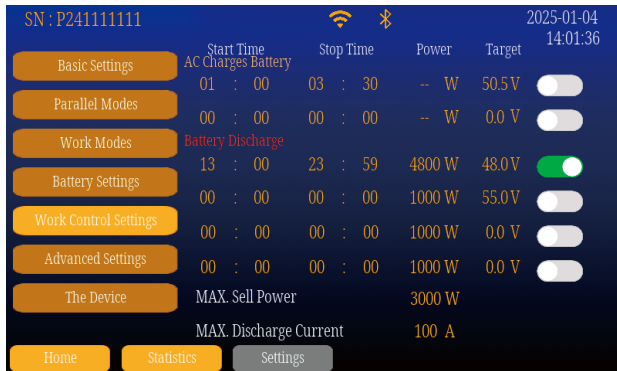 SN : P241111111
2025-01-04
14:01:36
Start Time Stop Time Power Target
Basic Settings
AC Charges Battery
01 : 00 03 : 30 -- W 50.5 V
Parallel Modes
00 : 00 00 : 00 -- W 0.0 V
Work Modes
Battery Discharge
13 : 00 23 : 59 4800 W 48.0 V
Battery Settings
00 : 00 00 : 00 1000 W 55.0 V
Work Control Settings
00 : 00 00 : 00 1000 W 0.0 V
Advanced Settings
00 : 00 00 : 00 1000 W 0.0 V
The Device
MAX. Sell Power 3000 W
MAX. Discharge Current 100 A
Home Statistics Settings